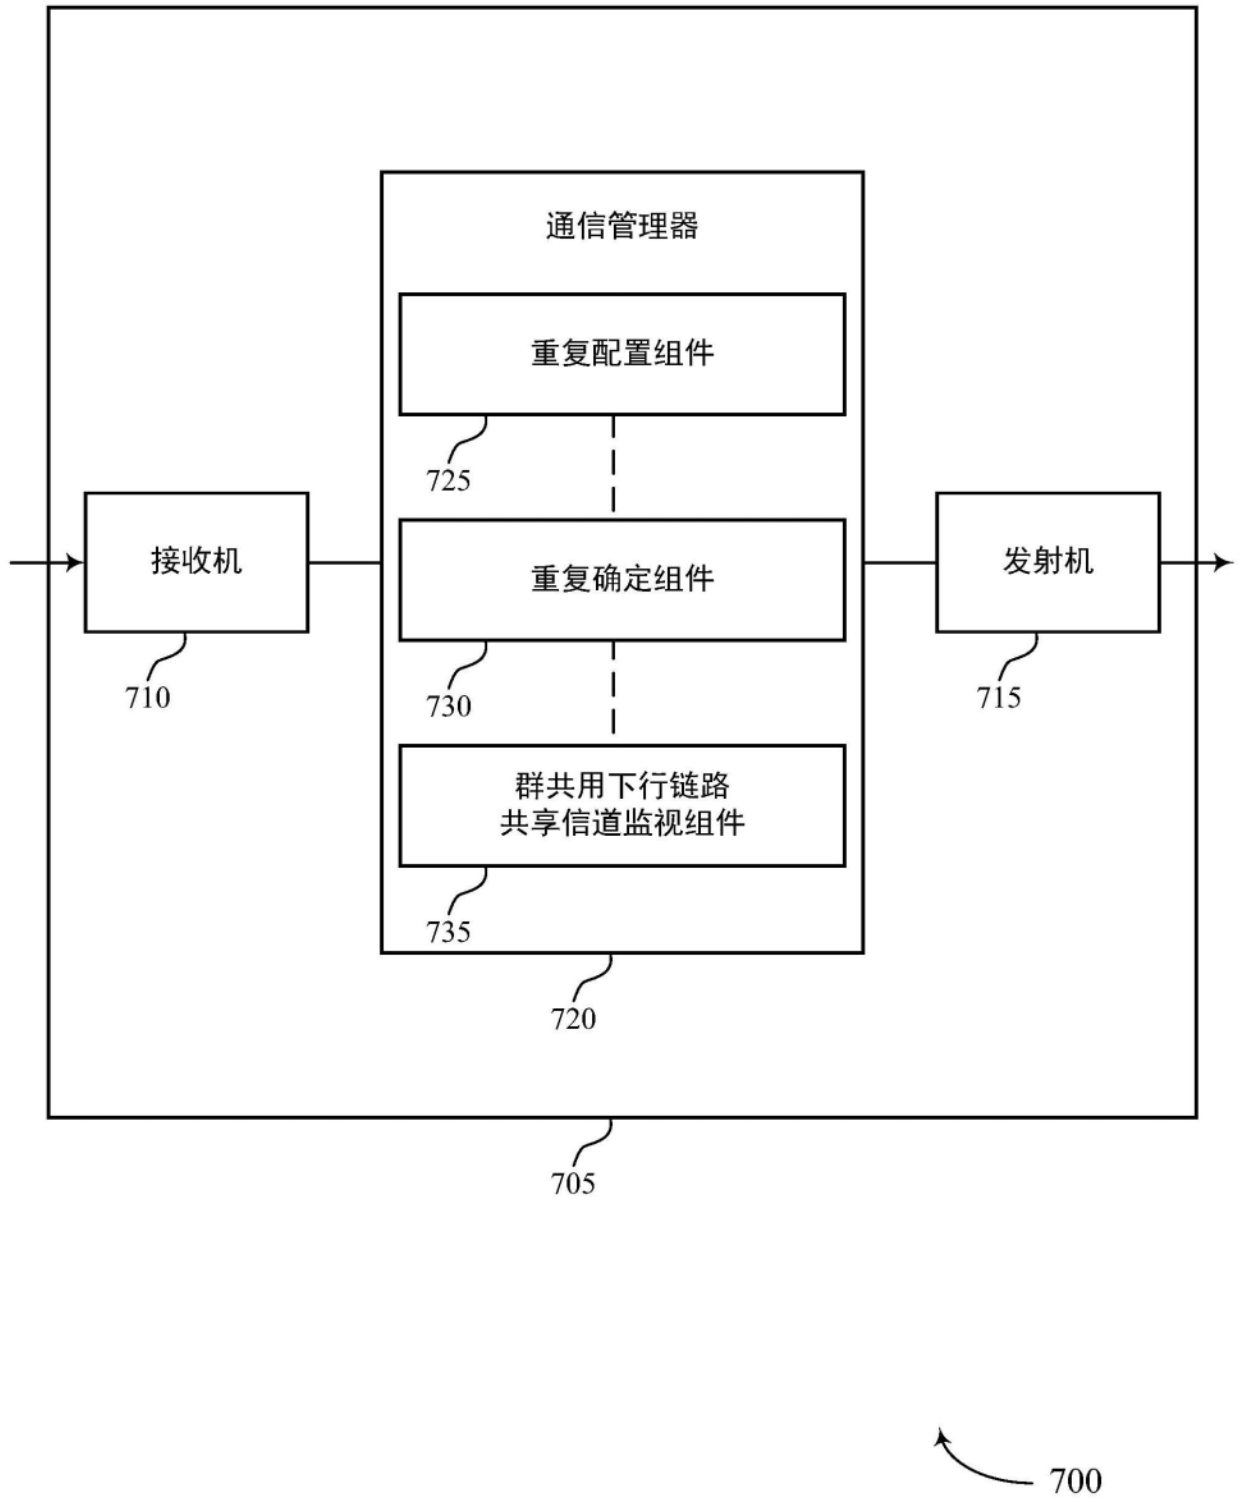 通信管理器
重复配置组件
725
接收机
重复确定组件
发射机
710
730
715
群共用下行链路
共享信道监视组件
735
720
705
700